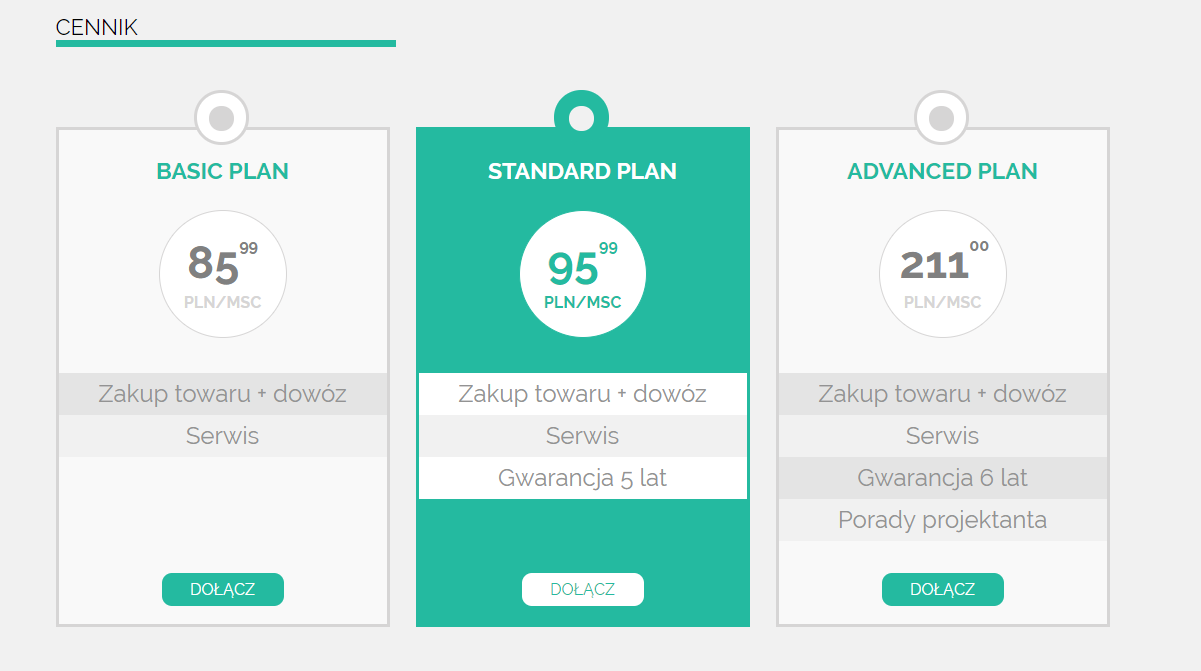 CENNIK
BASIC PLAN
85 99
PLN/MSC
Zakup towaru + dowóz
Serwis
DOŁĄCZ
STANDARD PLAN
95 99
PLN/MSC
Zakup towaru + dowóz
Serwis
Gwarancja 5 lat
DOŁĄCZ
ADVANCED PLAN
211 00
PLN/MSC
Zakup towaru + dowóz
Serwis
Gwarancja 6 lat
Porady projektanta
DOŁĄCZ